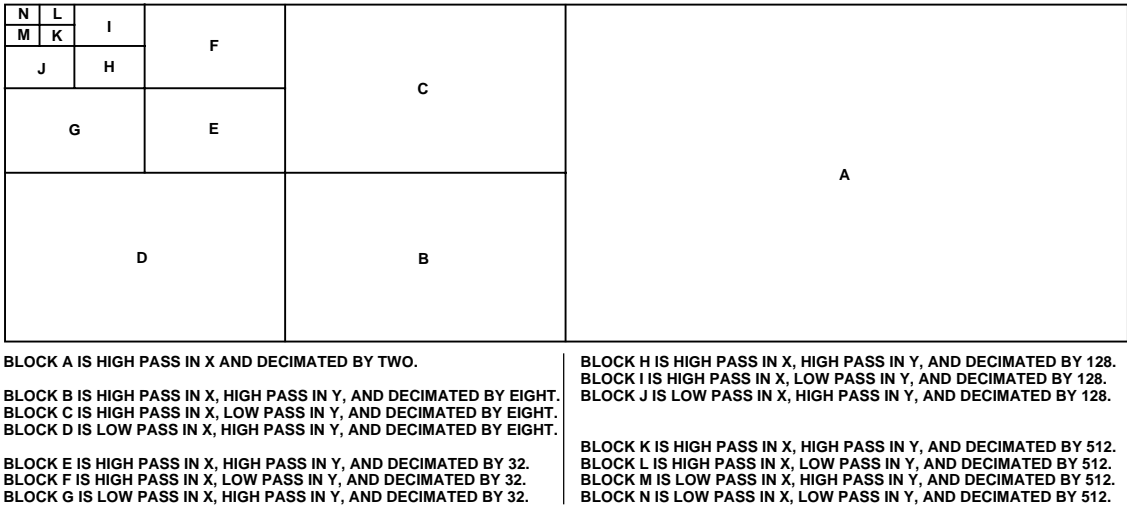 N L
I
M K
F
J H
C
G E
A
D B
BLOCK A IS HIGH PASS IN X AND DECIMATED BY TWO.
BLOCK B IS HIGH PASS IN X, HIGH PASS IN Y, AND DECIMATED BY EIGHT.
BLOCK C IS HIGH PASS IN X, LOW PASS IN Y, AND DECIMATED BY EIGHT.
BLOCK D IS LOW PASS IN X, HIGH PASS IN Y, AND DECIMATED BY EIGHT.
BLOCK E IS HIGH PASS IN X, HIGH PASS IN Y, AND DECIMATED BY 32.
BLOCK F IS HIGH PASS IN X, LOW PASS IN Y, AND DECIMATED BY 32.
BLOCK G IS LOW PASS IN X, HIGH PASS IN Y, AND DECIMATED BY 32.
BLOCK H IS HIGH PASS IN X, HIGH PASS IN Y, AND DECIMATED BY 128.
BLOCK I IS HIGH PASS IN X, LOW PASS IN Y, AND DECIMATED BY 128.
BLOCK J IS LOW PASS IN X, HIGH PASS IN Y, AND DECIMATED BY 128.
BLOCK K IS HIGH PASS IN X, HIGH PASS IN Y, AND DECIMATED BY 512.
BLOCK L IS HIGH PASS IN X, LOW PASS IN Y, AND DECIMATED BY 512.
BLOCK M IS LOW PASS IN X, HIGH PASS IN Y, AND DECIMATED BY 512.
BLOCK N IS LOW PASS IN X, LOW PASS IN Y, AND DECIMATED BY 512.